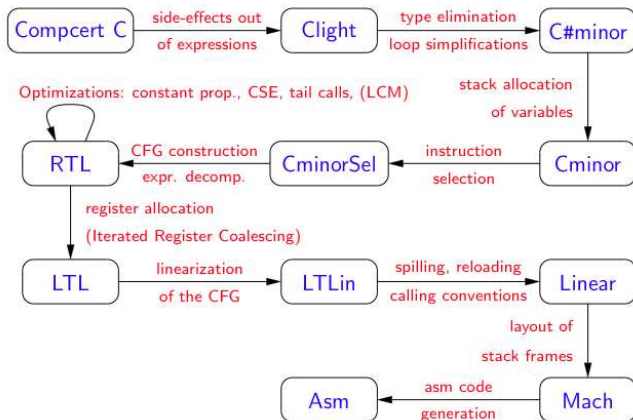 Compcert C
side-effects out
of expressions
Clight
type elimination
loop simplifications
C#minor
stack allocation
of variables
Optimizations: constant prop., CSE, tail calls, (LCM)
RTL
CFG construction
expr. decomp.
CminorSel
instruction
selection
Cminor
register allocation
(Iterated Register Coalescing)
LTL
linearization
of the CFG
LTLin
spilling, reloading
calling conventions
Linear
layout of
stack frames
Asm
asm code
generation
Mach